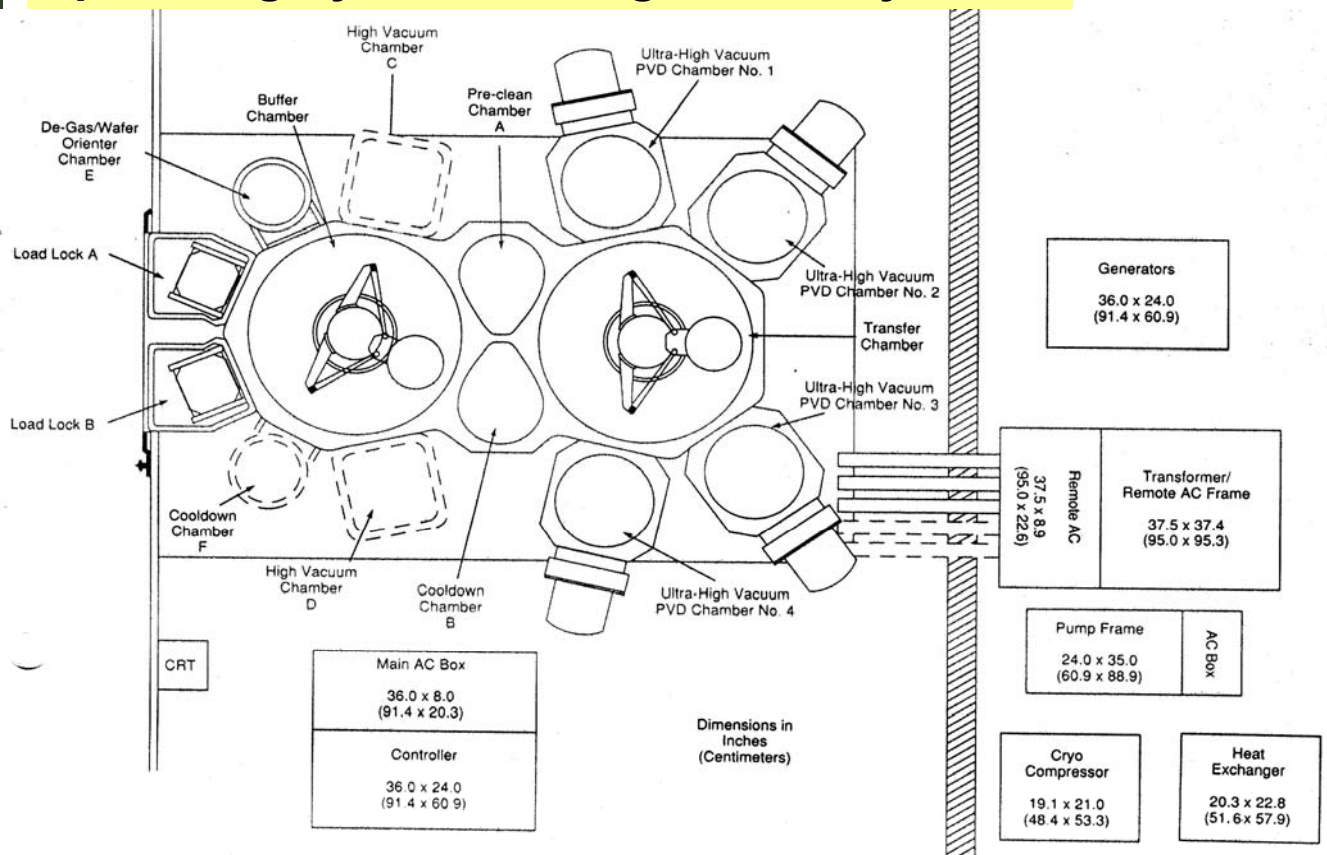 High Vacuum
Chamber
C
Ultra-High Vacuum
PVD Chamber No. 1
Buffer
Chamber
Pre-clean
Chamber
A
De-Gas/Wafer
Orienter
Chamber
E
Load Lock A
Ultra-High Vacuum
PVD Chamber No. 2
Generators
36.0 x 24.0
(91.4 x 60.9)
Transfer
Chamber
Ultra-High Vacuum
PVD Chamber No. 3
Load Lock B
Remote AC
37.5 x 8.9
(95.0 x 22.6)
Transformer/
Remote AC Frame
37.5 x 37.4
(95.0 x 95.3)
Cooldown
Chamber
F
High Vacuum
Chamber
D
Cooldown
Chamber
B
Ultra-High Vacuum
PVD Chamber No. 4
Pump Frame
24.0 x 35.0
(60.9 x 88.9)
AC Box
CRT
Main AC Box
36.0 x 8.0
(91.4 x 20.3)
Controller
36.0 x 24.0
(91.4 x 60.9)
Dimensions in
Inches
(Centimeters)
Cryo
Compressor
19.1 x 21.0
(48.4 x 53.3)
Heat
Exchanger
20.3 x 22.8
(51.6 x 57.9)